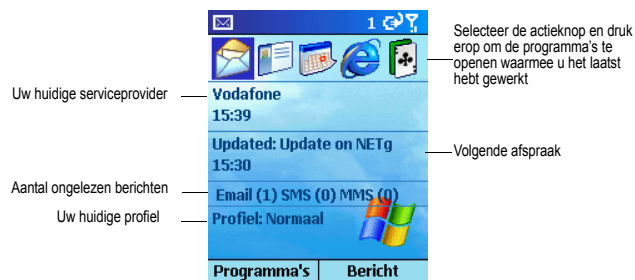 1
Selecteer de actieknop en druk
erop om de programma's te
openen waarmee u het laatst
hebt gewerkt
Uw huidige serviceprovider
Vodafone
15:39
Updated: Update on NETg
15:30
Volgende afspraak
Aantal ongelezen berichten
Email (1) SMS (0) MMS (0)
Uw huidige profiel
Profiel: Normaal
Programma's
Bericht